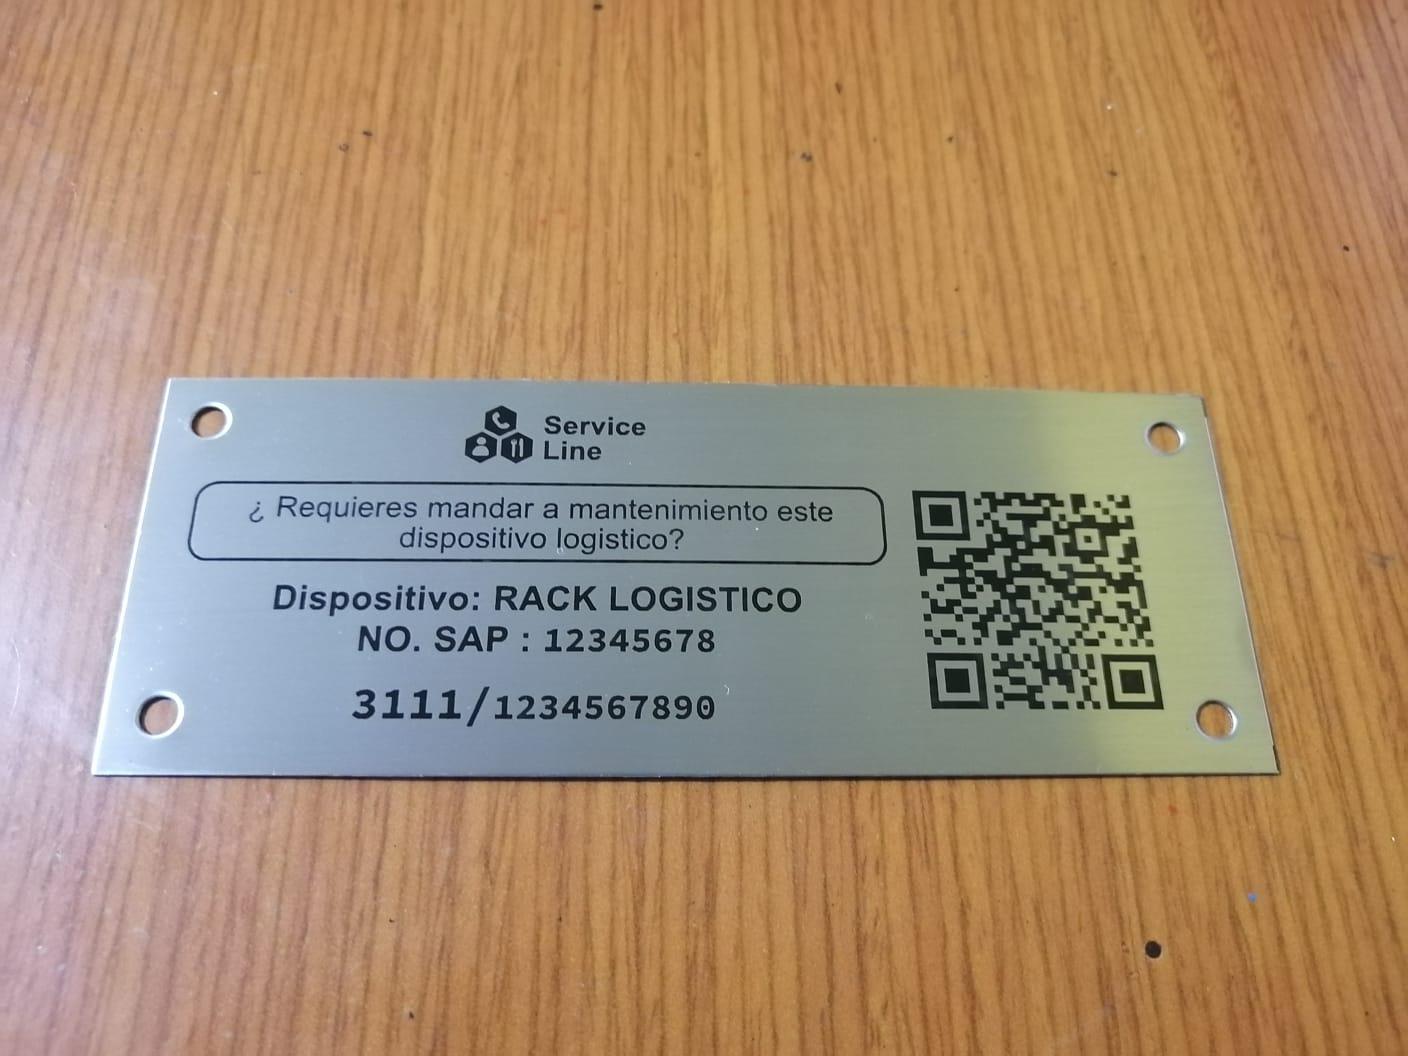 Service
Line
¿ Requieres mandar a mantenimiento este
dispositivo logistico?
Dispositivo: RACK LOGISTICO
NO. SAP : 12345678
3111/1234567890